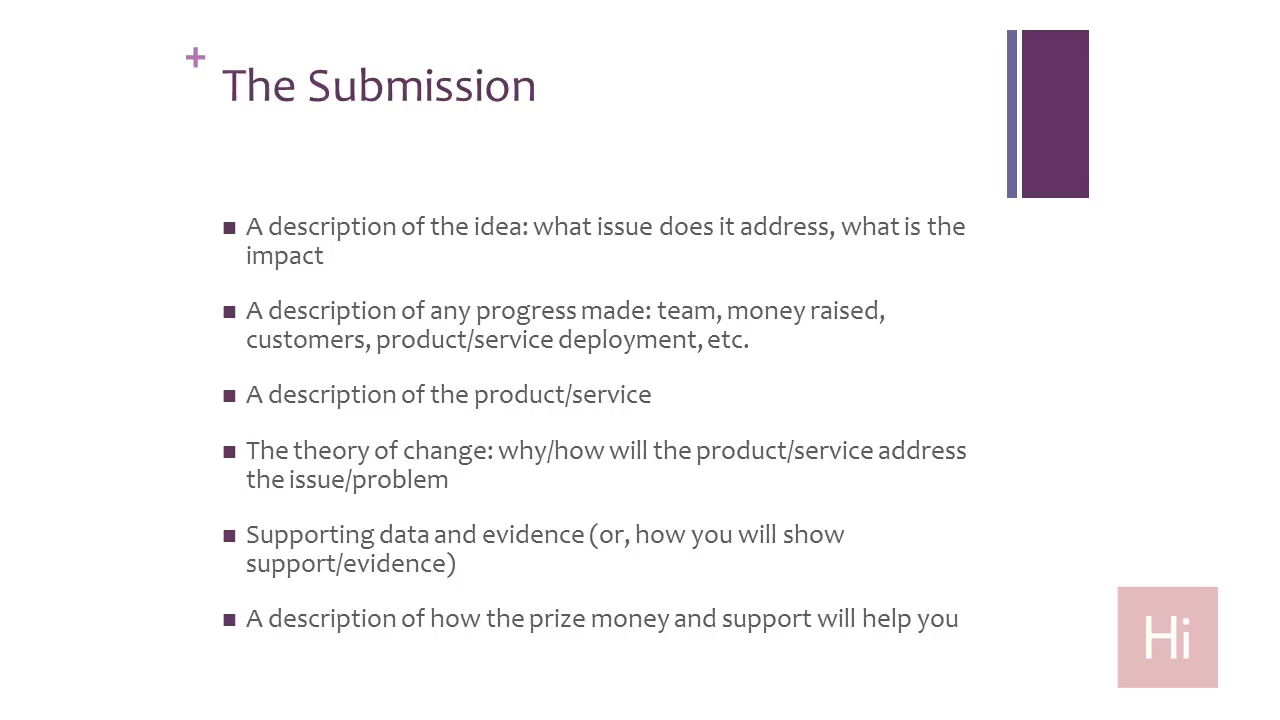 +
The Submission
A description of the idea: what issue does it address, what is the
impact
A description of any progress made: team, money raised,
customers, product/service deployment, etc.
A description of the product/service
The theory of change: why/how will the product/service address
the issue/problem
Supporting data and evidence (or, how you will show
support/evidence)
A description of how the prize money and support will help you
Hi